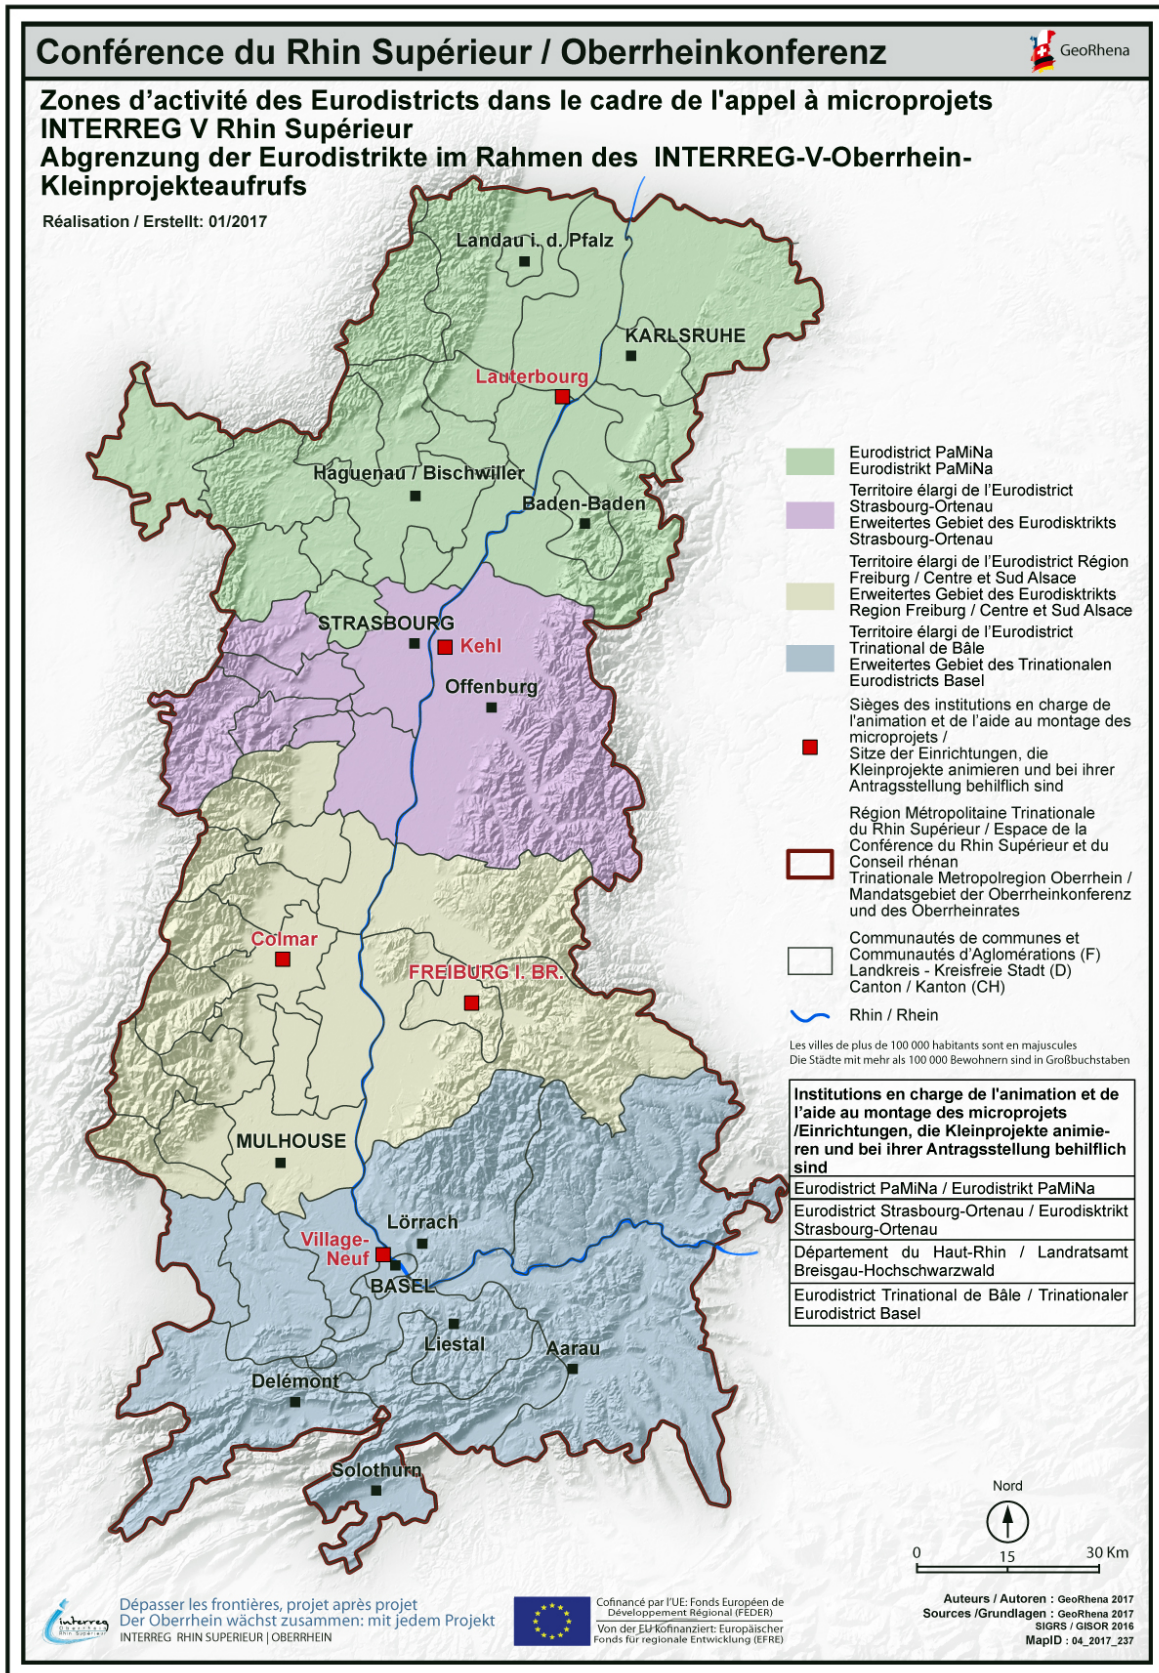 Conférence du Rhin Supérieur / Oberrheinkonferenz
GeoRhena
Zones d'activité des Eurodistricts dans le cadre de l'appel à microprojets
INTERREG V Rhin Supérieur
Abgrenzung der Eurodistrikte im Rahmen des INTERREG-V-Oberrhein-
Kleinprojekteaufrufs
Réalisation / Erstellt: 01/2017
Landau i. d. Pfalz
KARLSRUHE
Lauterbourg
Haguenau / Bischwiller
Baden-Baden
STRASBOURG
Kehl
Offenburg
Colmar
FREIBURG I. BR.
MULHOUSE
Lörrach
Village-
Neuf
BASEL
Liestal
Aarau
Delémont
Solothurn
Eurodistrict PaMiNa
Eurodistrikt PaMiNa
Territoire élargi de l'Eurodistrict
Strasbourg-Ortenau
Erweitertes Gebiet des Eurodisktrikts
Strasbourg-Ortenau
Territoire élargi de l'Eurodistrict Région
Freiburg / Centre et Sud Alsace
Erweitertes Gebiet des Eurodisktrikts
Region Freiburg / Centre et Sud Alsace
Territoire élargi de l'Eurodistrict
Trinational de Bâle
Erweitertes Gebiet des Trinationalen
Eurodistricts Basel
Sièges des institutions en charge de
l'animation et de l'aide au montage des
microprojets /
Sitze der Einrichtungen, die
Kleinprojekte animieren und bei ihrer
Antragsstellung behilflich sind
Région Métropolitaine Trinationale
du Rhin Supérieur / Espace de la
Conférence du Rhin Supérieur et du
Conseil rhénan
Trinationale Metropolregion Oberrhein /
Mandatsgebiet der Oberrheinkonferenz
und des Oberrheinrates
Communautés de communes et
Communautés d'Aglomérations (F)
Landkreis - Kreisfreie Stadt (D)
Canton / Kanton (CH)
Rhin / Rhein
Les villes de plus de 100 000 habitants sont en majuscules
Die Städte mit mehr als 100 000 Bewohnern sind in Großbuchstaben
Institutions en charge de l'animation et de
l'aide au montage des microprojets
/Einrichtungen, die Kleinprojekte animie-
ren und bei ihrer Antragsstellung behilflich
sind
Eurodistrict PaMiNa / Eurodistrikt PaMiNa
Eurodistrict Strasbourg-Ortenau / Eurodisktrikt
Strasbourg-Ortenau
Département du Haut-Rhin / Landratsamt
Breisgau-Hochschwarzwald
Eurodistrict Trinational de Bâle / Trinationaler
Eurodistrict Basel
Nord
0 15 30 Km
interreg
Oberrhein
Rhin Supérieur
Dépasser les frontières, projet après projet
Der Oberrhein wächst zusammen: mit jedem Projekt
INTERREG RHIN SUPERIEUR | OBERRHEIN
Cofinancé par l'UE: Fonds Européen de
Développement Régional (FEDER)
Von der EU kofinanziert: Europäischer
Fonds für regionale Entwicklung (EFRE)
Auteurs / Autoren : GeoRhena 2017
Sources /Grundlagen : GeoRhena 2017
SIGRS / GISOR 2016
MapID : 04_2017_237